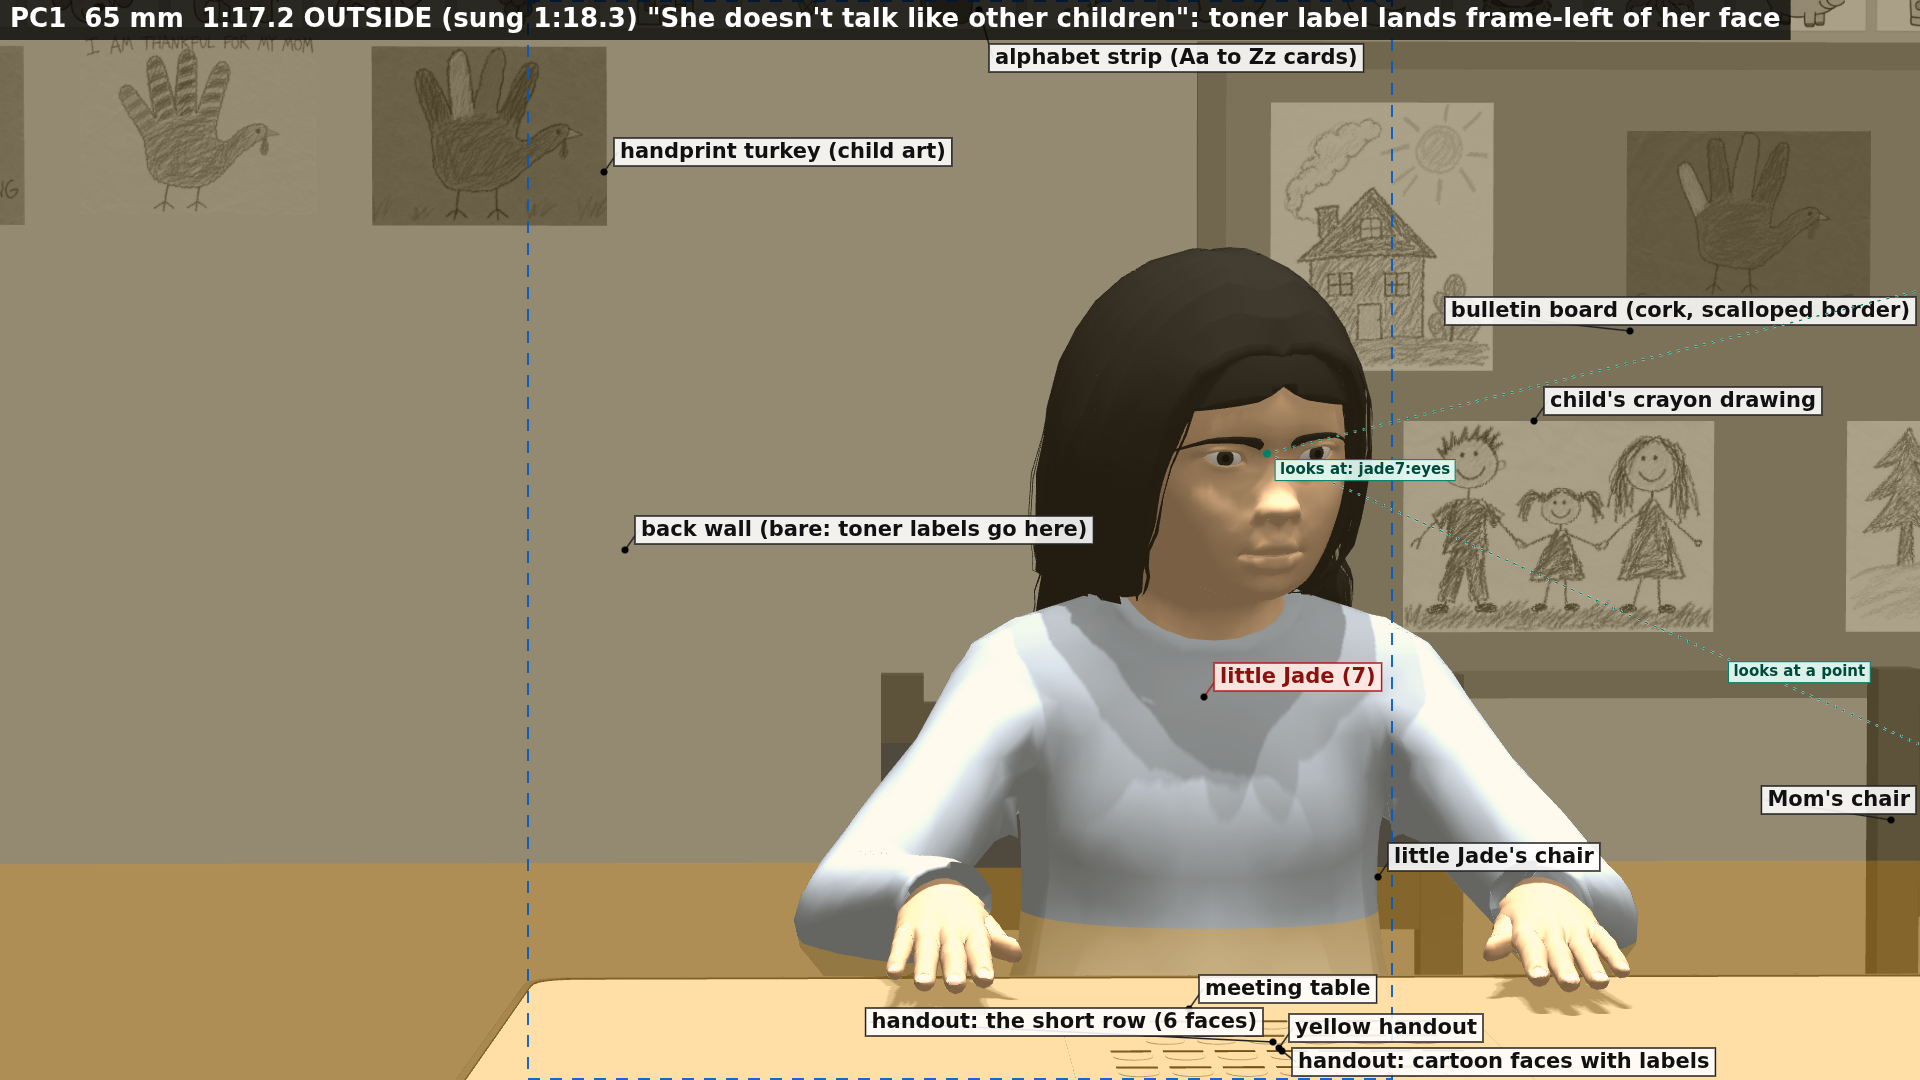 PC1 65 mm 1:17.2 OUTSIDE (sung 1:18.3) "She doesn't talk like other children": toner label lands frame-left of her face
I AM THANKFUL FOR MY MOM
alphabet strip (Aa to Zz cards)
handprint turkey (child art)
NG
bulletin board (cork, scalloped border)
child's crayon drawing
looks at: jade7:eyes
back wall (bare: toner labels go here)
looks at a point
little Jade (7)
Mom's chair
little Jade's chair
meeting table
handout: the short row (6 faces)
yellow handout
handout: cartoon faces with labels